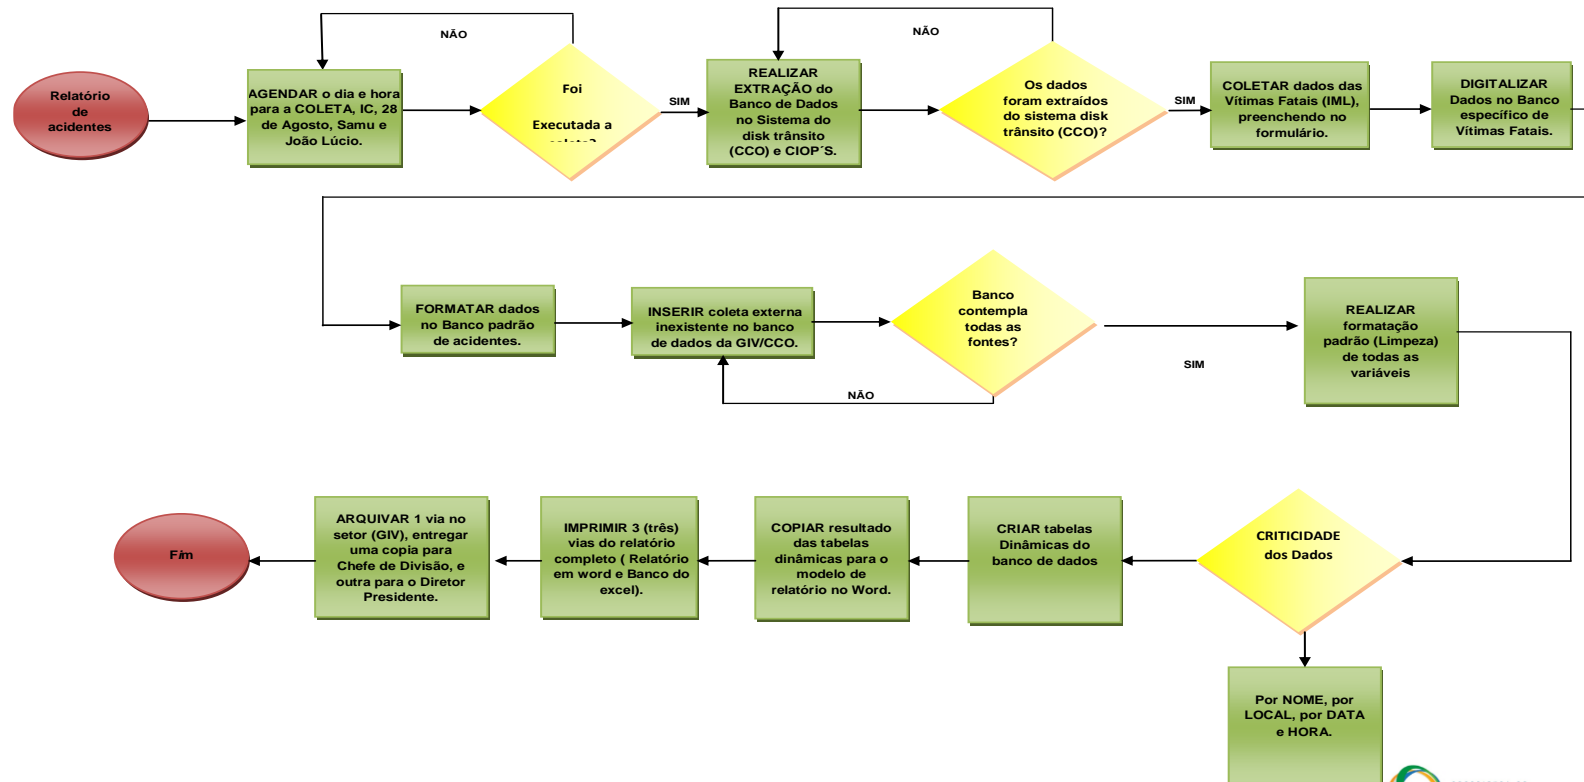 NÃO
NÃO
Relatório
de
acidentes
AGENDAR o dia e hora
para a COLETA, IC, 28
de Agosto, Samu e
João Lúcio.
Foi
Executada a
SIM
REALIZAR
EXTRAÇÃO do
Banco de Dados
no Sistema do
disk trânsito
(CCO) e CIOP´S.
Os dados
foram extraídos
do sistema disk
trânsito (CCO)?
SIM
COLETAR dados das
Vítimas Fatais (IML),
preenchendo no
formulário.
DIGITALIZAR
Dados no Banco
específico de
Vítimas Fatais.
FORMATAR dados
no Banco padrão
de acidentes.
INSERIR coleta externa
inexistente no banco
de dados da GIV/CCO.
Banco
contempla
todas as
fontes?
NÃO
SIM
REALIZAR
formatação
padrão (Limpeza)
de todas as
variáveis
CRITICIDADE
dos Dados
Por NOME, por
LOCAL, por DATA
e HORA.
CRIAR tabelas
Dinâmicas do
banco de dados
COPIAR resultado
das tabelas
dinâmicas para o
modelo de
relatório no Word.
IMPRIMIR 3 (três)
vias do relatório
completo ( Relatório
em word e Banco do
excel).
ARQUIVAR 1 via no
setor (GIV), entregar
uma copia para
Chefe de Divisão, e
outra para o Diretor
Presidente.
Fim